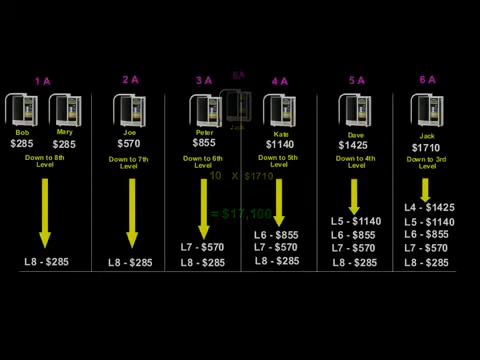 1 A
2 A
3 A
4 A
5 A
6 A
6A
Bob
$285
Mary
$285
Joe
$570
Peter
$855
Jack
Kate
$1140
Dave
$1425
Jack
$1710
Down to 8th
Level
Down to 7th
Level
Down to 6th
Level
Down to 5th
Level
Down to 4th
Level
Down to 3rd
Level
10 X $1710
= $17,100
L8 - $285
L8 - $285
L7 - $570
L8 - $285
L6 - $855
L7 - $570
L8 - $285
L5 - $1140
L6 - $855
L7 - $570
L8 - $285
L4 - $1425
L5 - $1140
L6 - $855
L7 - $570
L8 - $285